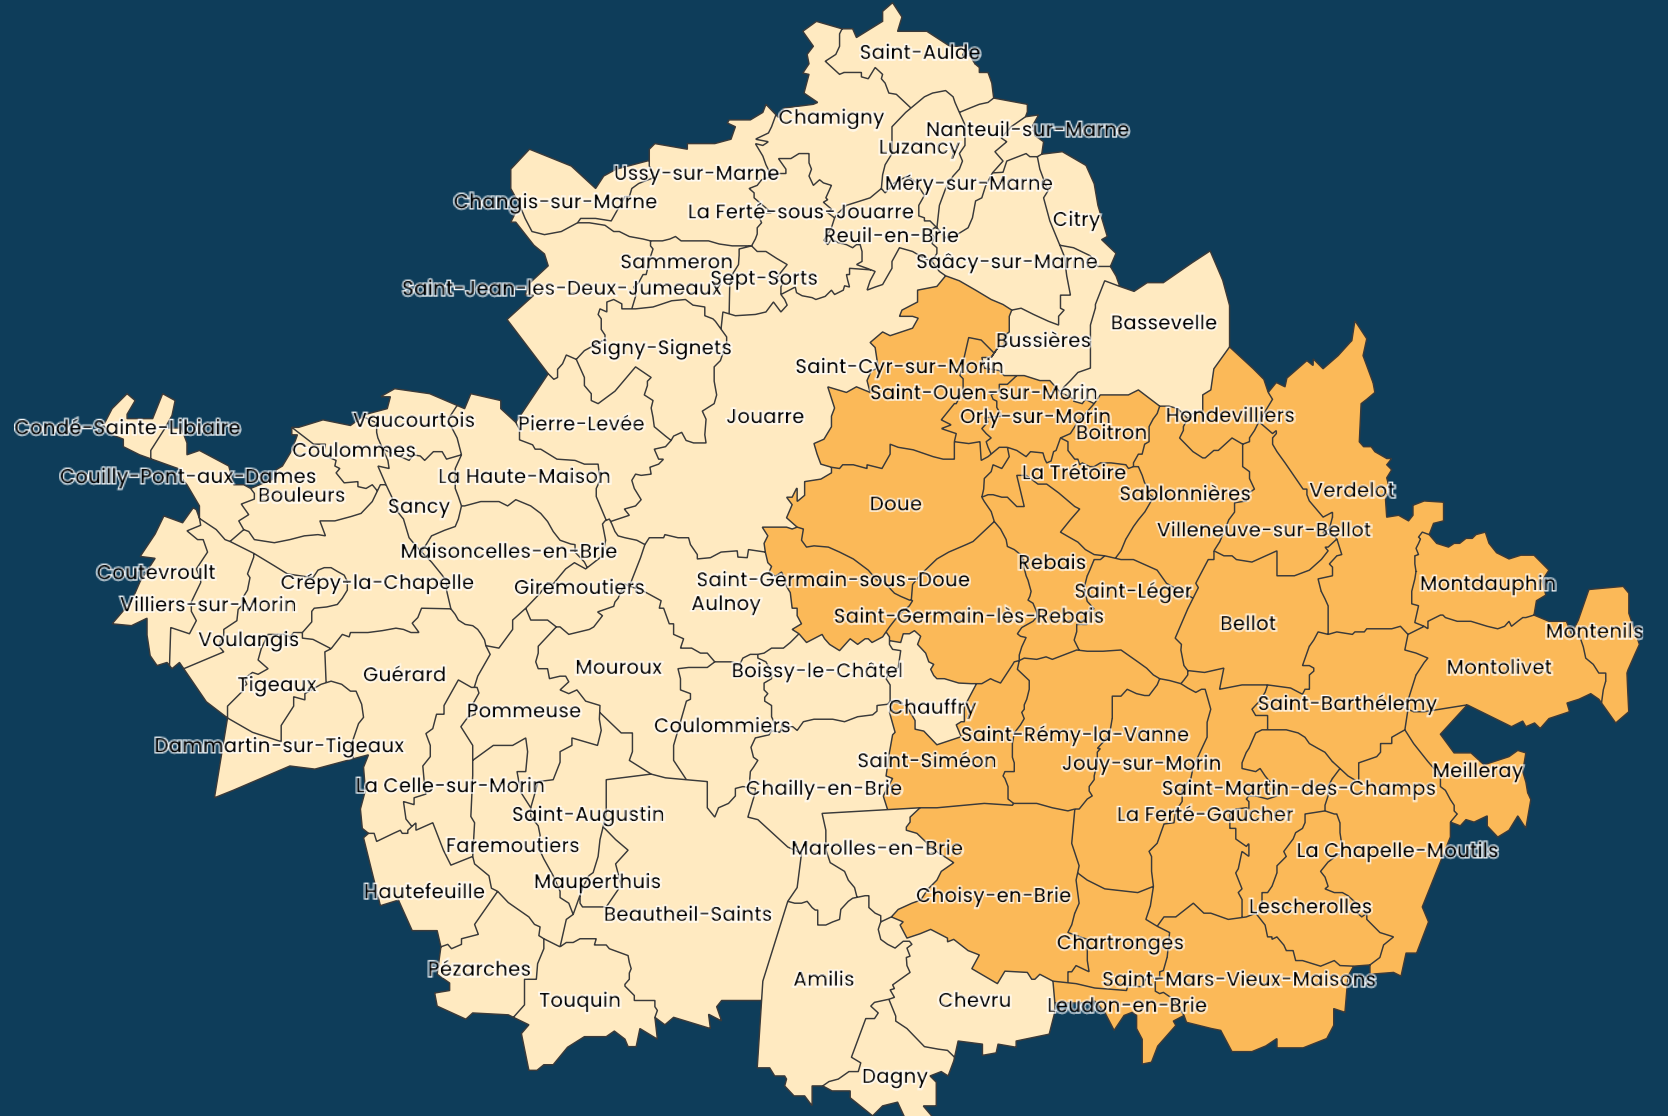 Saint-Aulde
Chamigny
Nanteuil-sur-Marne
Luzancy
Ussy-sur-Marne
Méry-sur-Marne
Changis-sur-Marne
La Ferté-sous-Jouarre
Citry
Reuil-en-Brie
Sammeron
Saâcy-sur-Marne
Sept-Sorts
Saint-Jean-les-Deux-Jumeaux
Bassevelle
Bussières
Signy-Signets
Saint-Cyr-sur-Morin
Saint-Ouen-sur-Morin
Jouarre
Orly-sur-Morin
Hondevilliers
Vaucourtois
Pierre-Levée
Condé-Sainte-Libiaire
Boitron
Coulommes
La Trétoire
Couilly-Pont-aux-Dames
La Haute-Maison
Bouleurs
Sablonnières
Verdelot
Sancy
Doue
Villeneuve-sur-Bellot
Maisoncelles-en-Brie
Rebais
Coutevroult
Crépy-la-Chapelle
Giremoutiers
Saint-Germain-sous-Doue
Montdauphin
Saint-Léger
Villiers-sur-Morin
Aulnoy
Saint-Germain-lès-Rebais
Bellot
Montenils
Voulangis
Mouroux
Boissy-le-Châtel
Montolivet
Guérard
Tigeaux
Chauffry
Saint-Barthélemy
Pommeuse
Coulommiers
Saint-Rémy-la-Vanne
Dammartin-sur-Tigeaux
Saint-Siméon
Jouy-sur-Morin
Meilleray
La Celle-sur-Morin
Chailly-en-Brie
Saint-Martin-des-Champs
Saint-Augustin
La Ferté-Gaucher
Faremoutiers
Marolles-en-Brie
La Chapelle-Moutils
Mauperthuis
Hautefeuille
Choisy-en-Brie
Beautheil-Saints
Lescherolles
Chartronges
Pézarches
Amilis
Saint-Mars-Vieux-Maisons
Touquin
Chevru
Leudon-en-Brie
Dagny